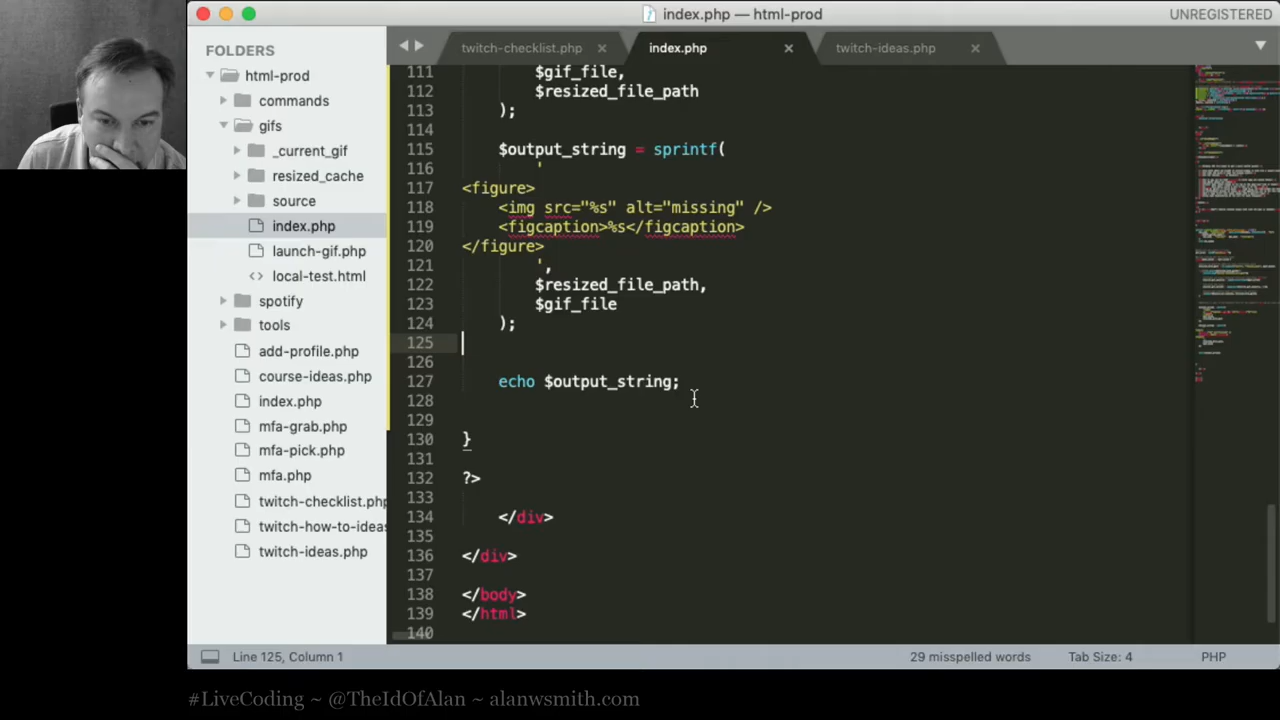 index.php — html-prod
UNREGISTERED
FOLDERS
html-prod
commands
gifs
_current_gif
resized_cache
source
index.php
launch-gif.php
local-test.html
spotify
tools
add-profile.php
course-ideas.php
index.php
mfa-grab.php
mfa-pick.php
mfa.php
twitch-checklist.php
twitch-how-to-ideas
twitch-ideas.php
twitch-checklist.php
index.php
twitch-ideas.php
111 $gif_file,
112 $resized_file_path
113 );
114
115 $output_string = sprintf(
116 '
117 <figure>
118 <img src="%s" alt="missing" />
119 <figcaption>%s</figcaption>
120 </figure>
121 ',
122 $resized_file_path,
123 $gif_file
124 );
125
126
127 echo $output_string;
128
129
130 }
131
132 ?>
133
134 </div>
135
136 </div>
137
138 </body>
139 </html>
140
Line 125, Column 1
29 misspelled words
Tab Size: 4
PHP
#LiveCoding ~ @TheIdOfAlan ~ alanwsmith.com